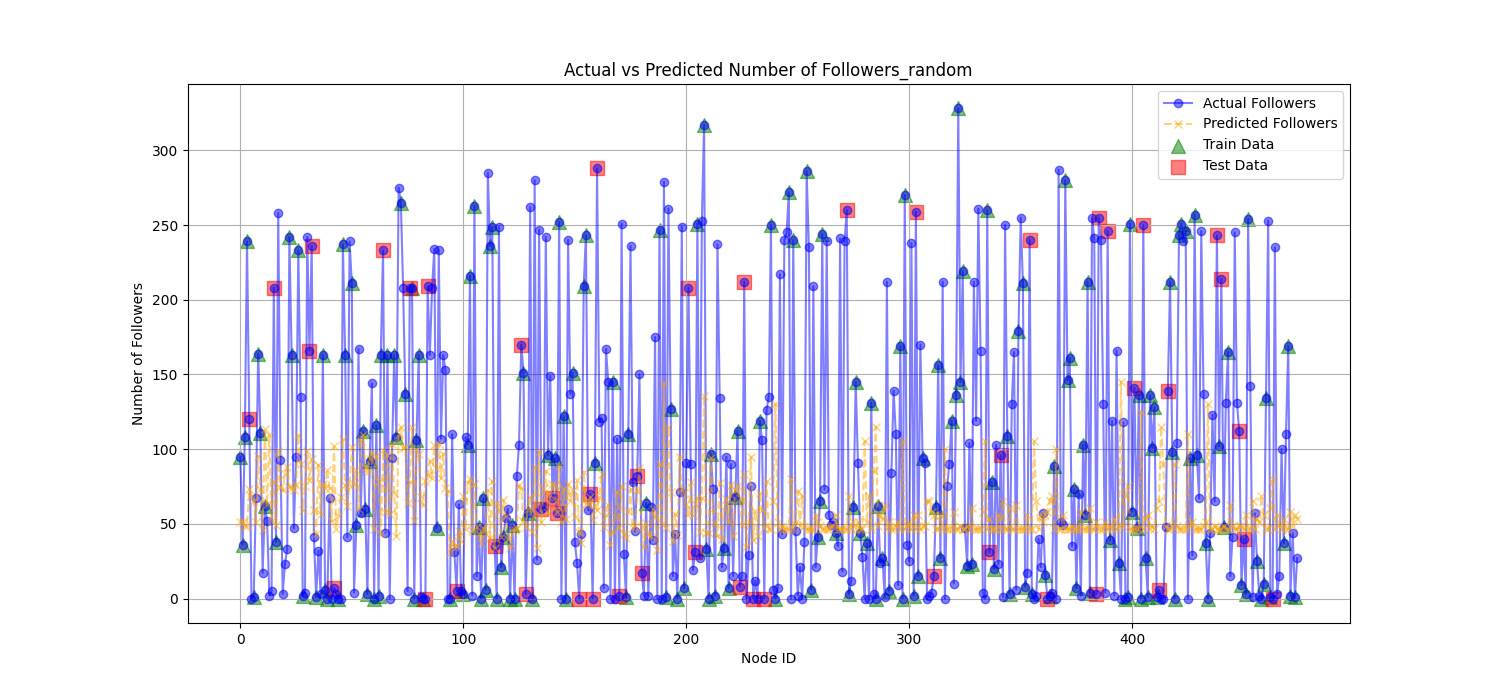 Actual vs Predicted Number of Followers_random
Actual Followers
Predicted Followers
Train Data
Test Data
Number of Followers
300
250
200
150
100
50
0
0 100 200 300 400
Node ID